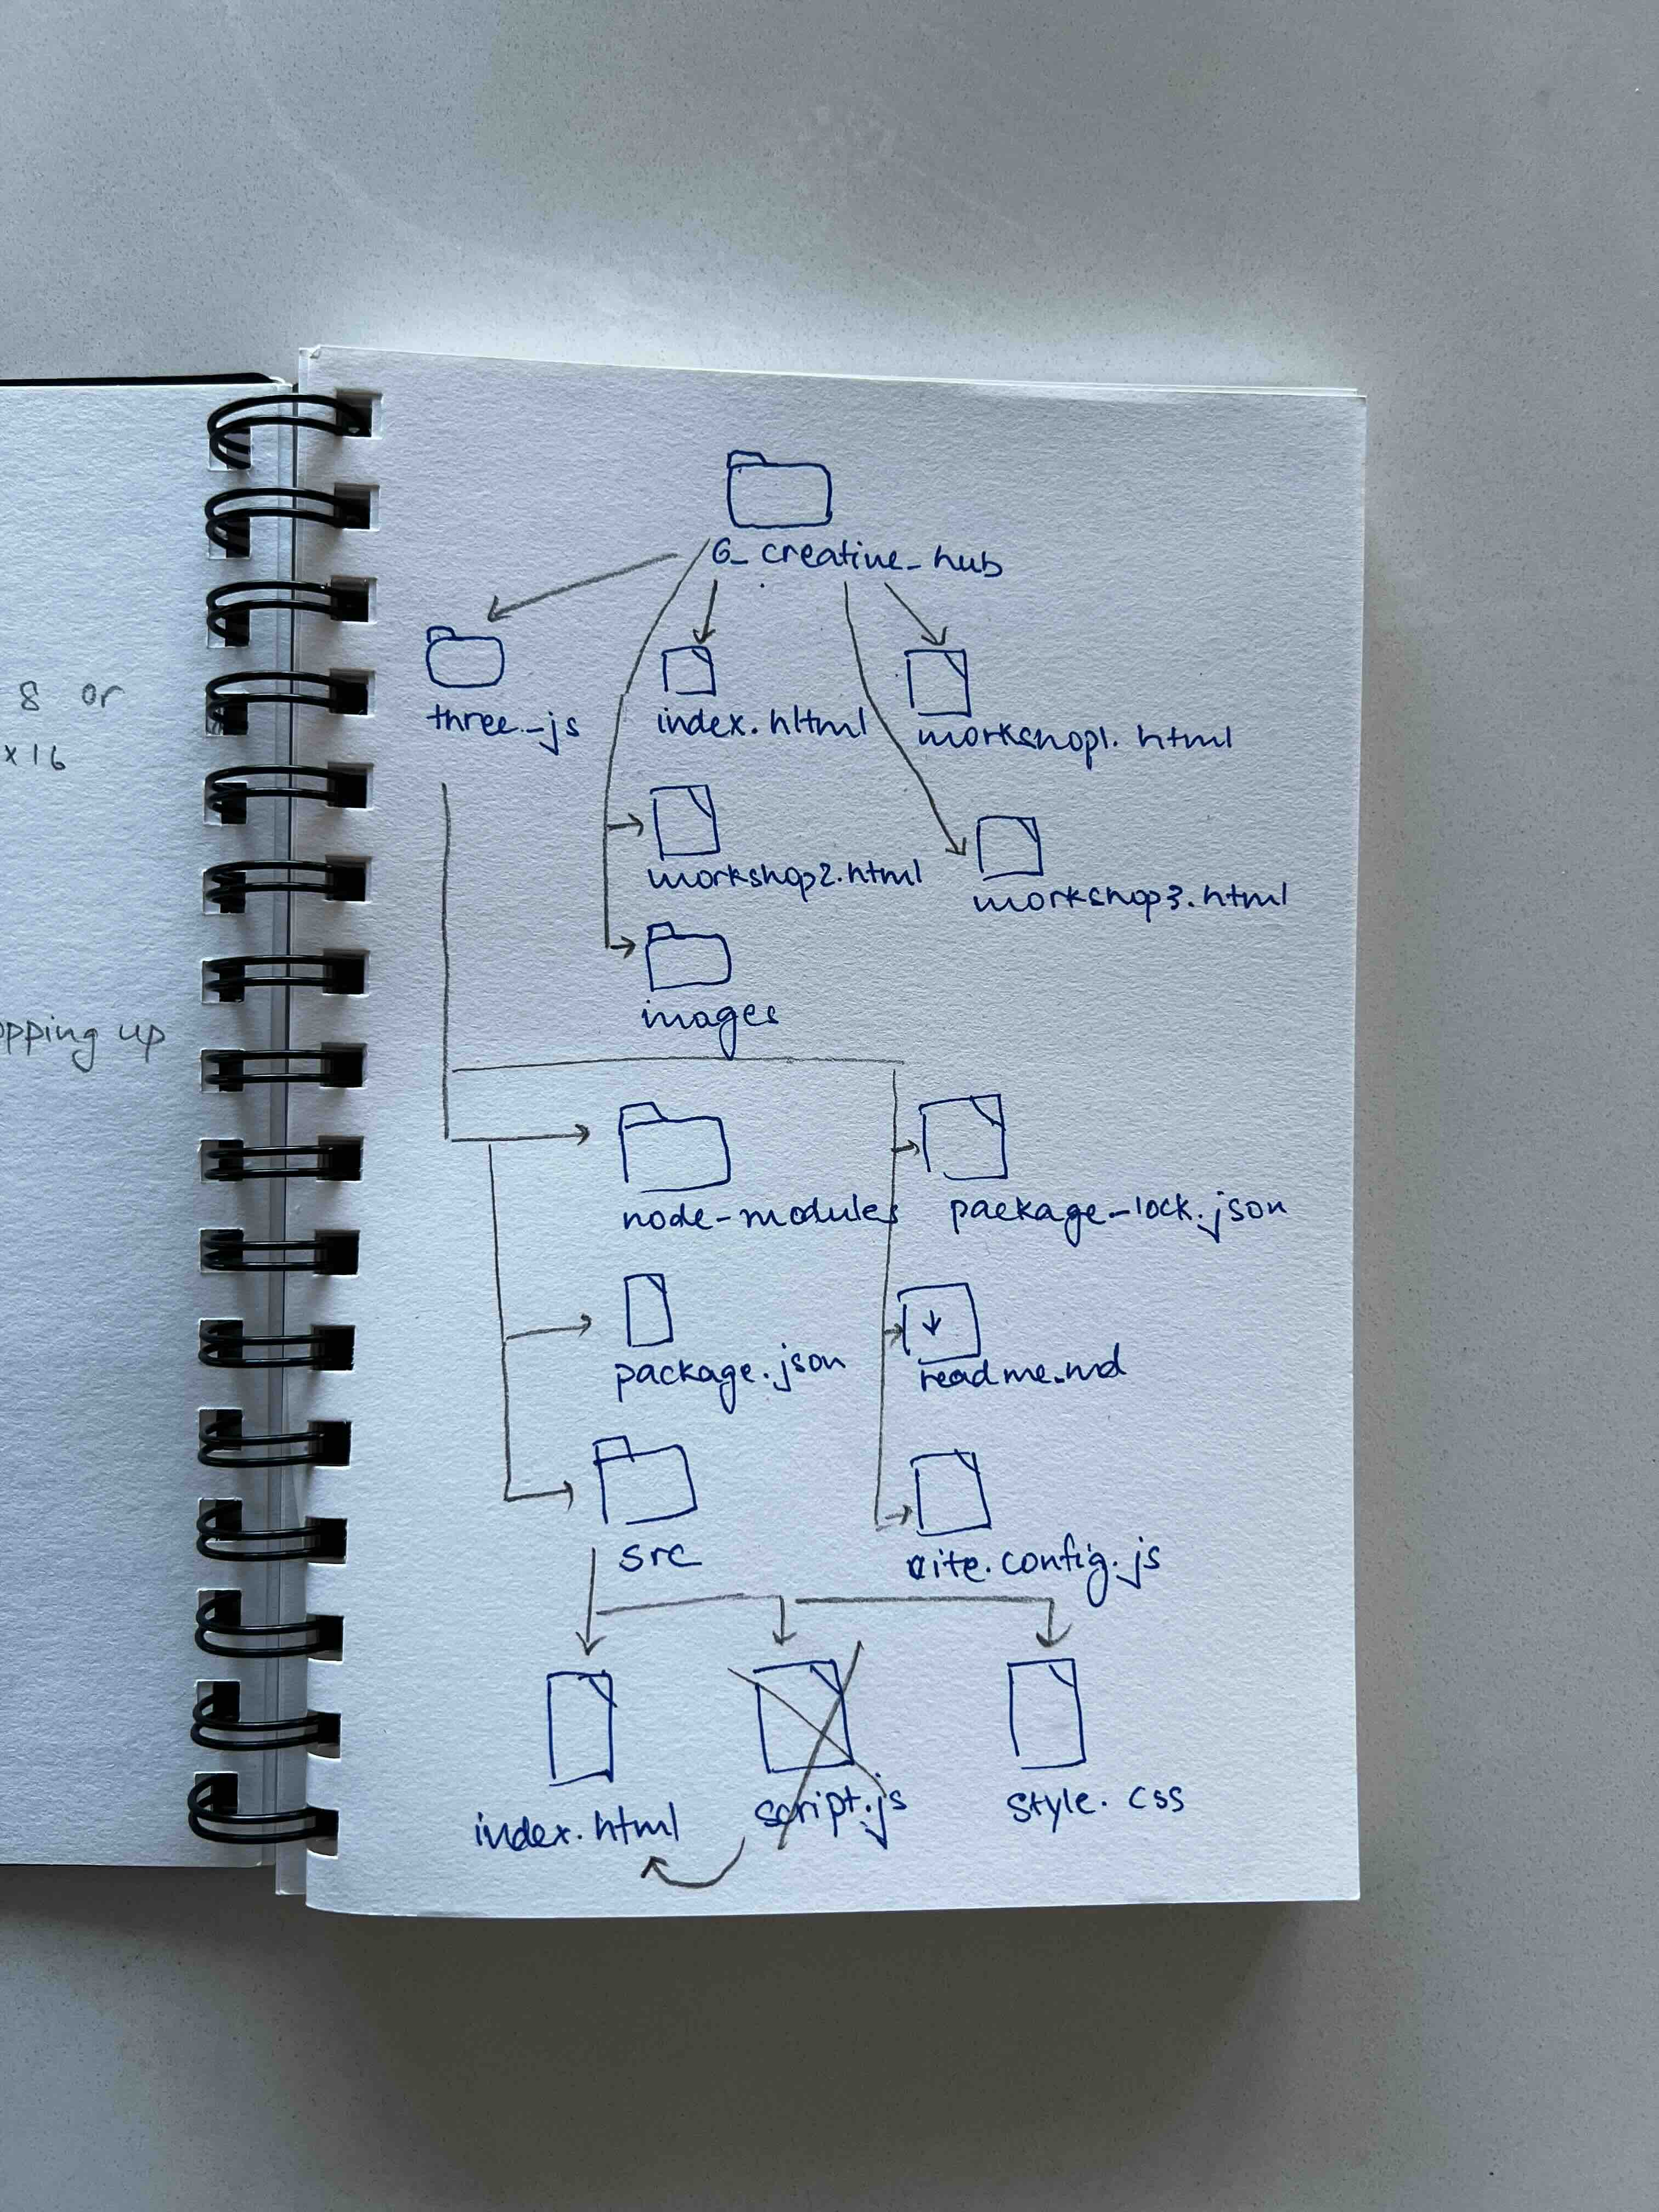 8 or
x16
opping up
G_creative_hub
three_js
index.hltml
workshop1.html
workshop2.html
workshop3.html
images
node-modules
package-lock.json
package.json
readme.md
src
vite.config.js
index.html
script.js
style.css